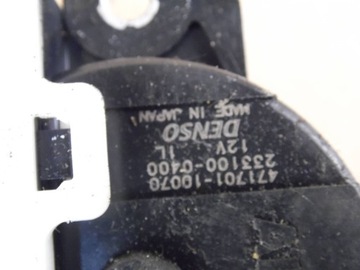 471701-10070
233100-0400
12V 1L
DENSO
MADE IN JAPAN